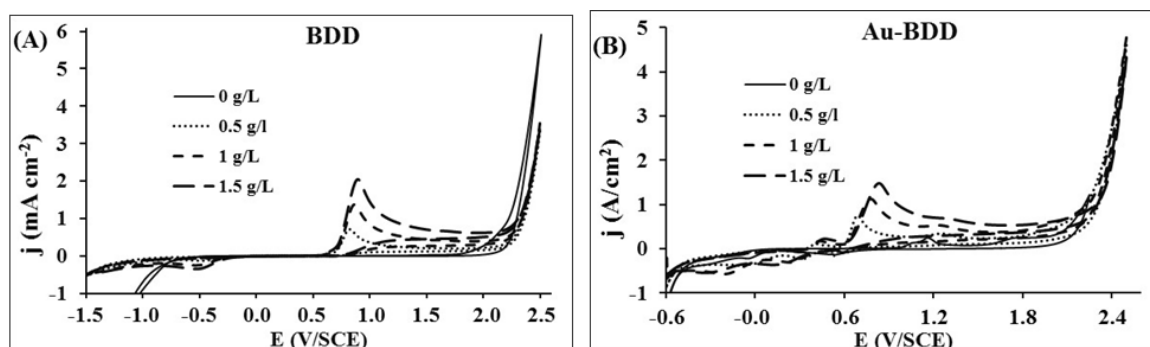 (A)
BDD
6
5
4
3
2
1
0
-1
j (mA cm-2)
0 g/L
0.5 g/l
1 g/L
1.5 g/L
-1.5 -1.0 -0.5 0.0 0.5 1.0 1.5 2.0 2.5
E (V/SCE)
(B)
Au-BDD
5
4
3
2
1
0
-1
j (A/cm2)
0 g/L
0.5 g/L
1 g/L
1.5 g/L
-0.6 -0.0 0.6 1.2 1.8 2.4
E (V/SCE)